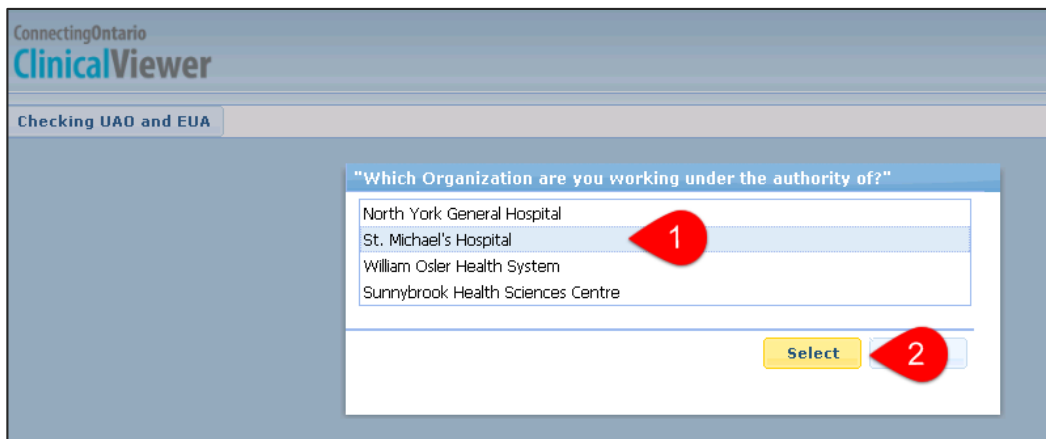 ConnectingOntario
ClinicalViewer
Checking UAO and EUA
"Which Organization are you working under the authority of?"
North York General Hospital
St. Michael's Hospital
1
William Osler Health System
Sunnybrook Health Sciences Centre
Select
2